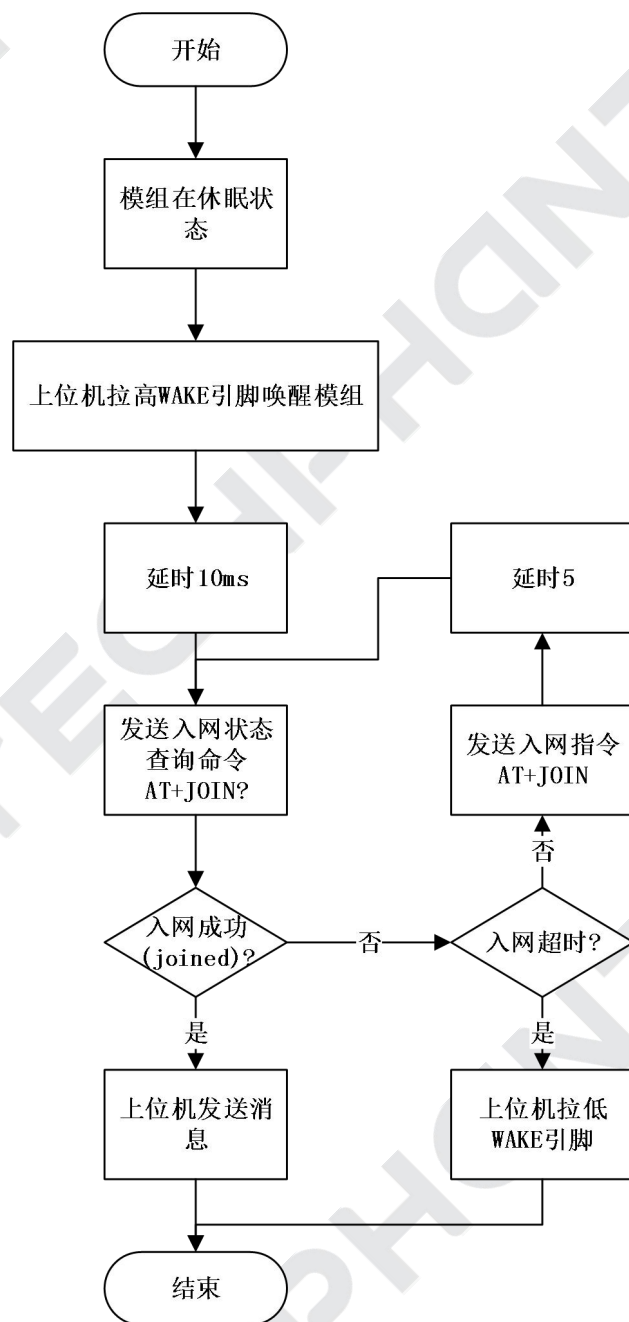 开始
模组在休眠状
态
上位机拉高WAKE引脚唤醒模组
延时10ms
延时5
发送入网状态
查询命令
AT+JOIN?
发送入网指令
AT+JOIN
否
入网成功
(joined)?
否
入网超时?
是
是
上位机发送消
息
上位机拉低
WAKE引脚
结束